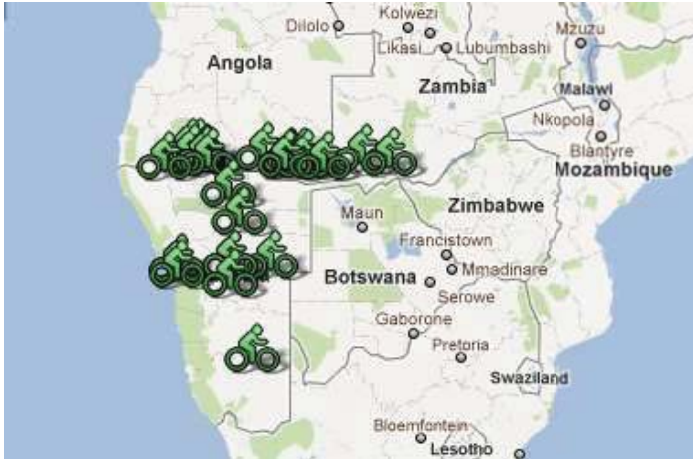 Kolwezi
Dilolo
Mzuzu
Likasi
Lubumbashi
Angola
Zambia
Malawi
Nkopola
Blantyre
Mozambique
Maun
Zimbabwe
Francistown
Botswana
Mmadinare
Serowe
Gaborone
Pretoria
Swaziland
Bloemfontein
Lesotho